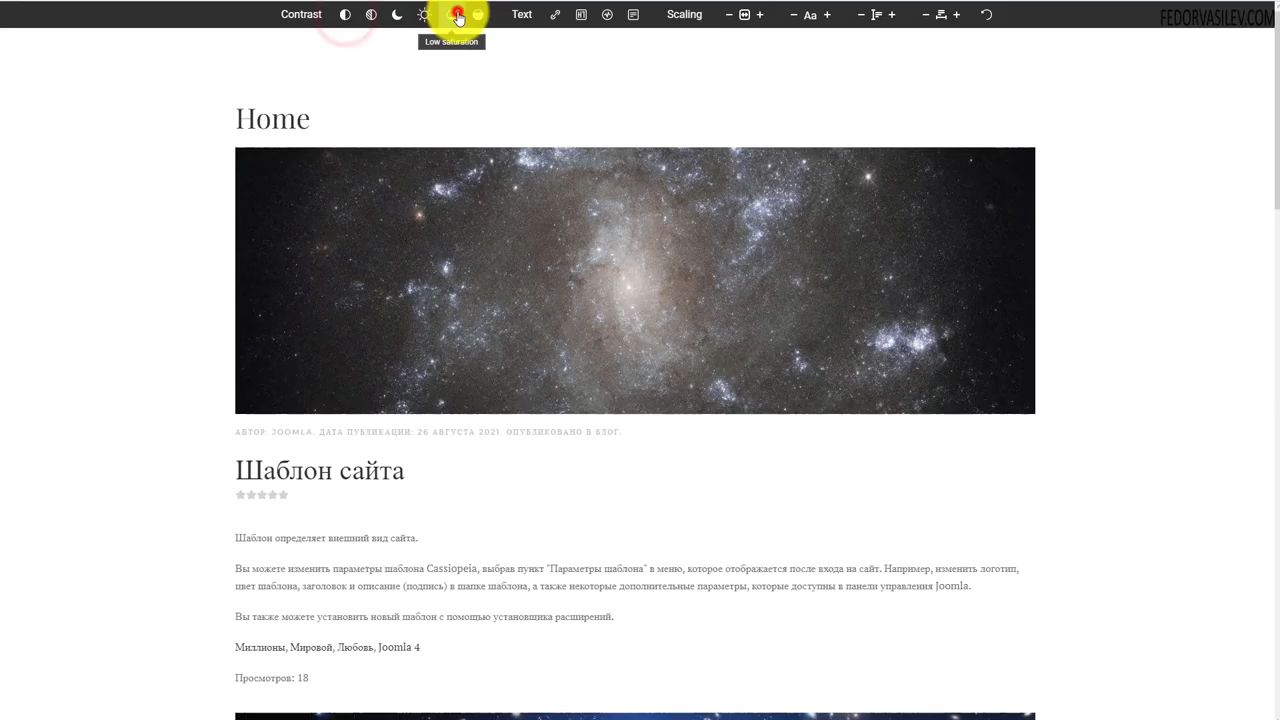 Contrast Text Scaling Aa
FEDORVASILEV.COM
Low saturation
Home
АВТОР: JOOMLA. ДАТА ПУБЛИКАЦИИ: 26 АВГУСТА 2021. ОПУБЛИКОВАНО В БЛОГ.
Шаблон сайта
Шаблон определяет внешний вид сайта.
Вы можете изменить параметры шаблона Cassiopeia, выбрав пункт "Параметры шаблона" в меню, которое отображается после входа на сайт. Например, изменить логотип,
цвет шаблона, заголовок и описание (подпись) в шапке шаблона, а также некоторые дополнительные параметры, которые доступны в панели управления Joomla.
Вы также можете установить новый шаблон с помощью установщика расширений.
Миллионы, Мировой, Любовь, Joomla 4
Просмотров: 18